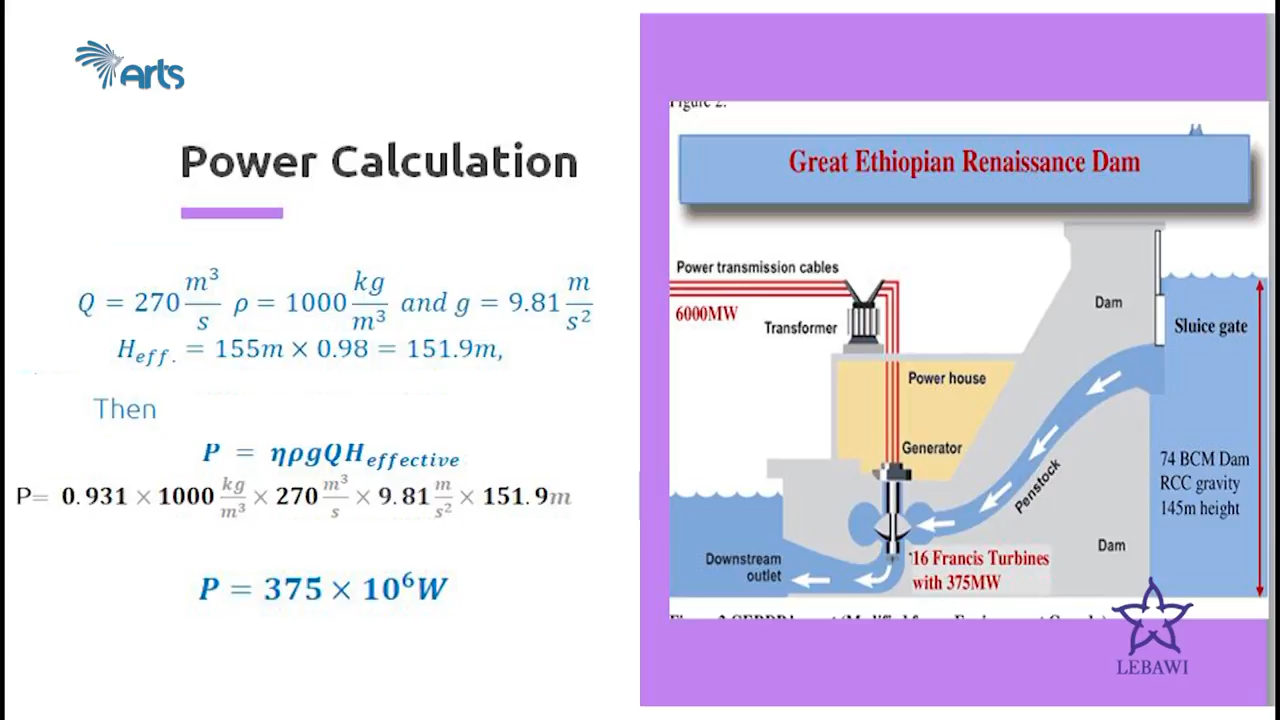 Arts
Power Calculation
Q = 270 m³/s ρ = 1000 kg/m³ and g = 9.81 m/s²
H_eff. = 155m × 0.98 = 151.9m,
Then
P = ηρgQH_effective
P= 0.931 × 1000 kg/m³ × 270 m³/s × 9.81 m/s² × 151.9m
P = 375 × 10⁶W
Figure 2.
Great Ethiopian Renaissance Dam
Power transmission cables
6000MW
Transformer
Dam
Sluice gate
Power house
Generator
Penstock
74 BCM Dam
RCC gravity
145m height
Dam
Downstream
outlet
16 Francis Turbines
with 375MW
LEBAWI